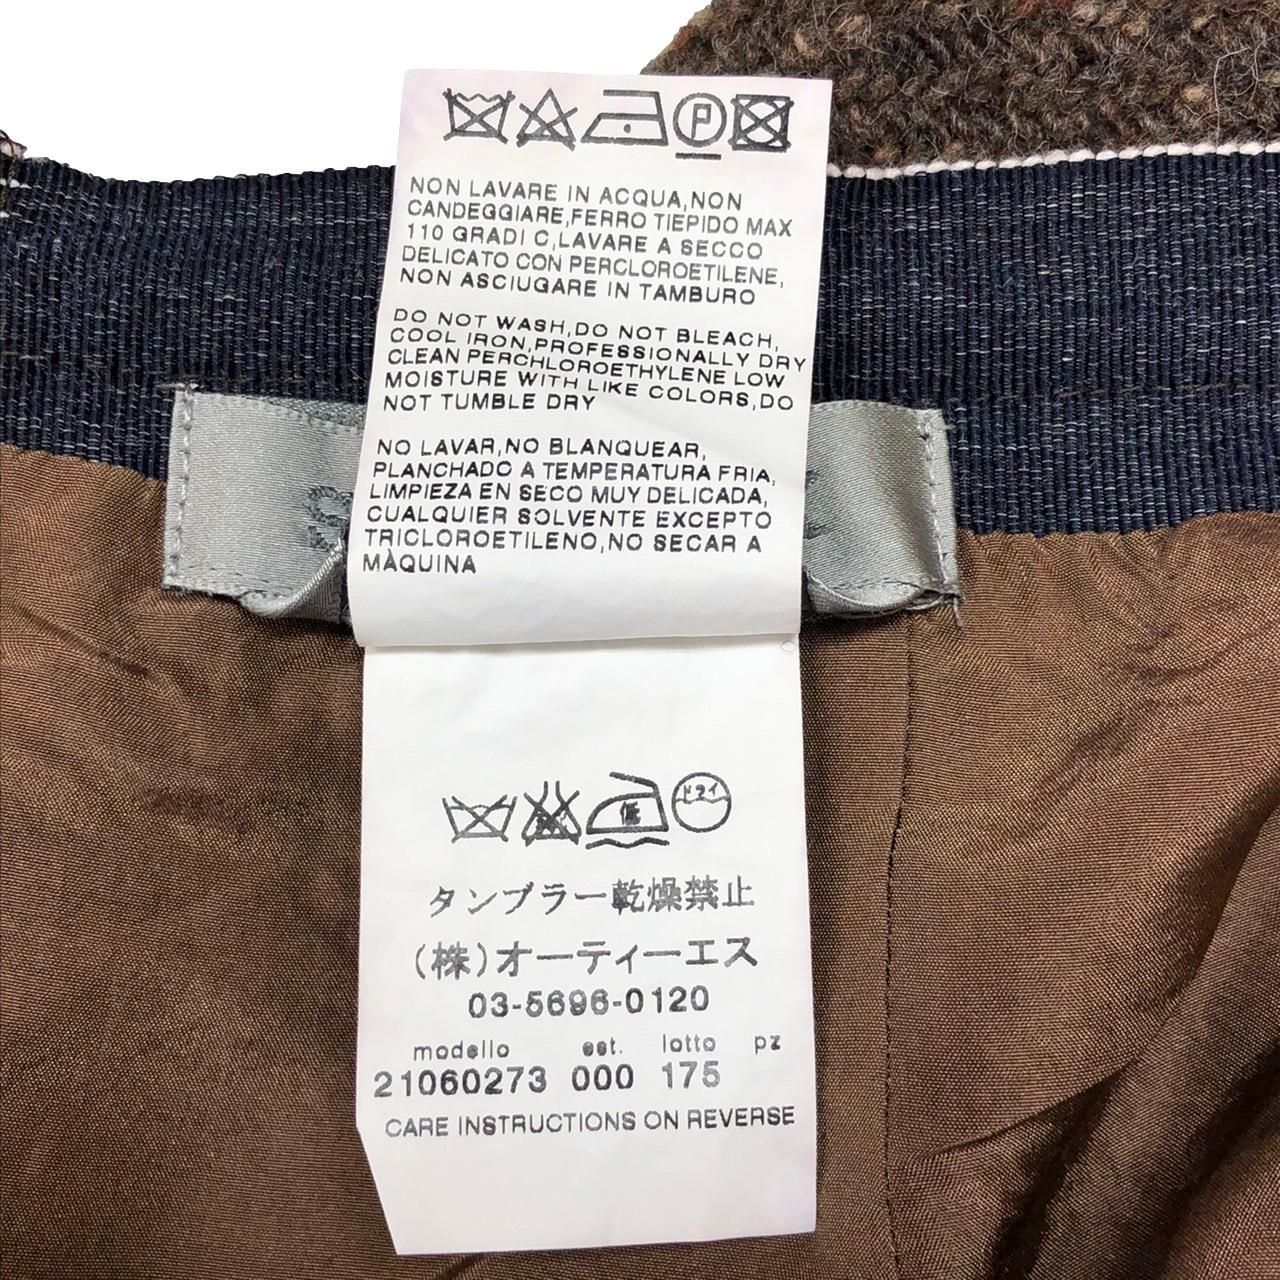 P
NON LAVARE IN ACQUA,NON
CANDEGGIARE,FERRO TIEPIDO MAX
110 GRADI C,LAVARE A SECCO
DELICATO CON PERCLOROETILENE,
NON ASCIUGARE IN TAMBURO
DO NOT WASH,DO NOT BLEACH,
COOL IRON,PROFESSIONALLY DRY
CLEAN PERCHLOROETHYLENE LOW
MOISTURE WITH LIKE COLORS,DO
NOT TUMBLE DRY
NO LAVAR,NO BLANQUEAR,
PLANCHADO A TEMPERATURA FRIA,
LIMPIEZA EN SECO MUY DELICADA,
CUALQUIER SOLVENTE EXCEPTO
TRICLOROETILENO,NO SECAR A
MÀQUINA
低 ドライ
タンブラー乾燥禁止
(株)オーティーエス
03-5696-0120
modello est. lotto pz
21060273 000 175
CARE INSTRUCTIONS ON REVERSE